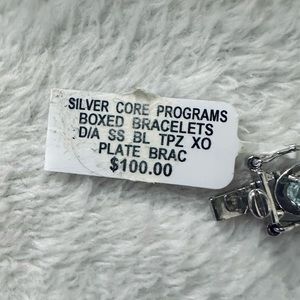 SILVER CORE PROGRAMS
BOXED BRACELETS
D/A SS BL TPZ XO
PLATE BRAC
$100.00